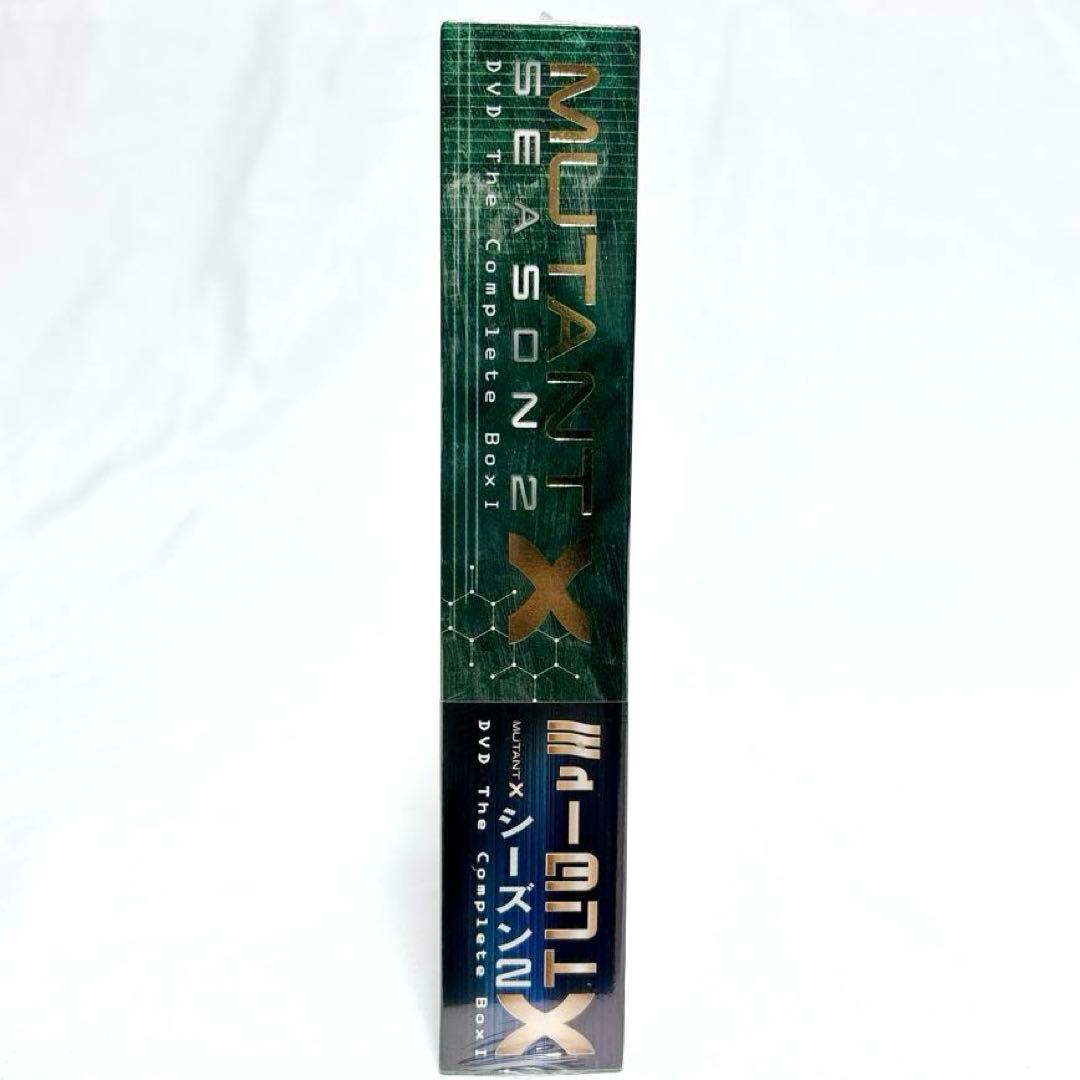 MUTANT X
SEASON 2
DVD The Complete Box I
ミュータントX
MUTANT X
シーズン2
DVD The Complete Box I